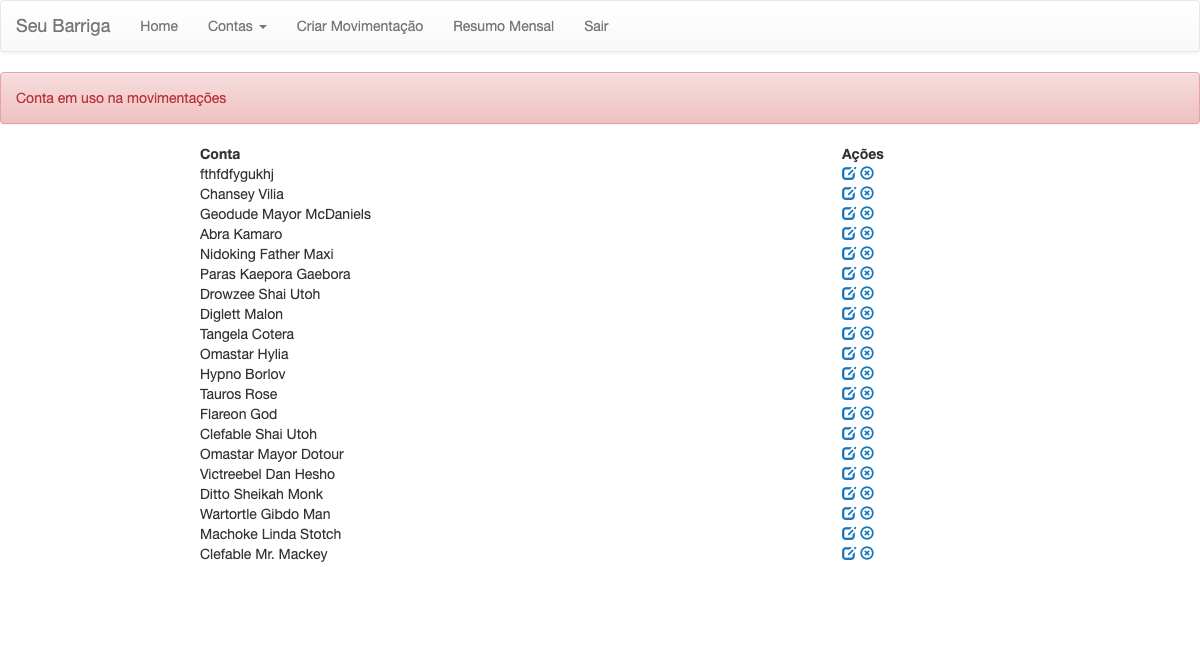 Seu Barriga Home Contas Criar Movimentação Resumo Mensal Sair
Conta em uso na movimentações
Conta Ações
fthfdfygukhj
Chansey Vilia
Geodude Mayor McDaniels
Abra Kamaro
Nidoking Father Maxi
Paras Kaepora Gaebora
Drowzee Shai Utoh
Diglett Malon
Tangela Cotera
Omastar Hylia
Hypno Borlov
Tauros Rose
Flareon God
Clefable Shai Utoh
Omastar Mayor Dotour
Victreebel Dan Hesho
Ditto Sheikah Monk
Wartortle Gibdo Man
Machoke Linda Stotch
Clefable Mr. Mackey